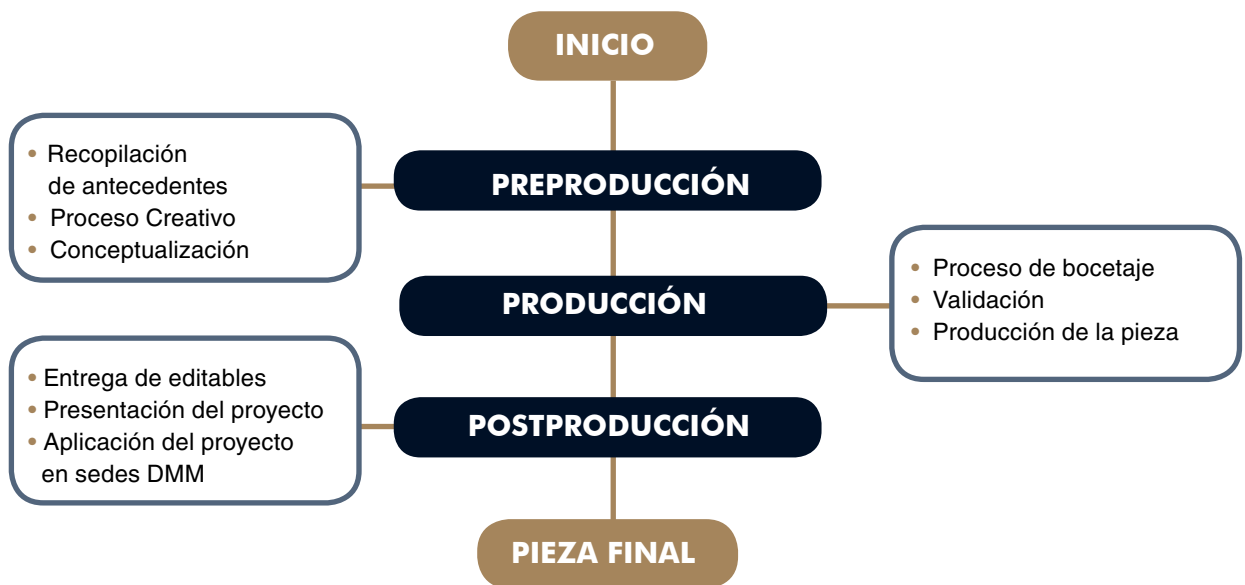 INICIO
• Recopilación
de antecedentes
• Proceso Creativo
• Conceptualización
PREPRODUCCIÓN
PRODUCCIÓN
• Proceso de bocetaje
• Validación
• Producción de la pieza
• Entrega de editables
• Presentación del proyecto
• Aplicación del proyecto
en sedes DMM
POSTPRODUCCIÓN
PIEZA FINAL